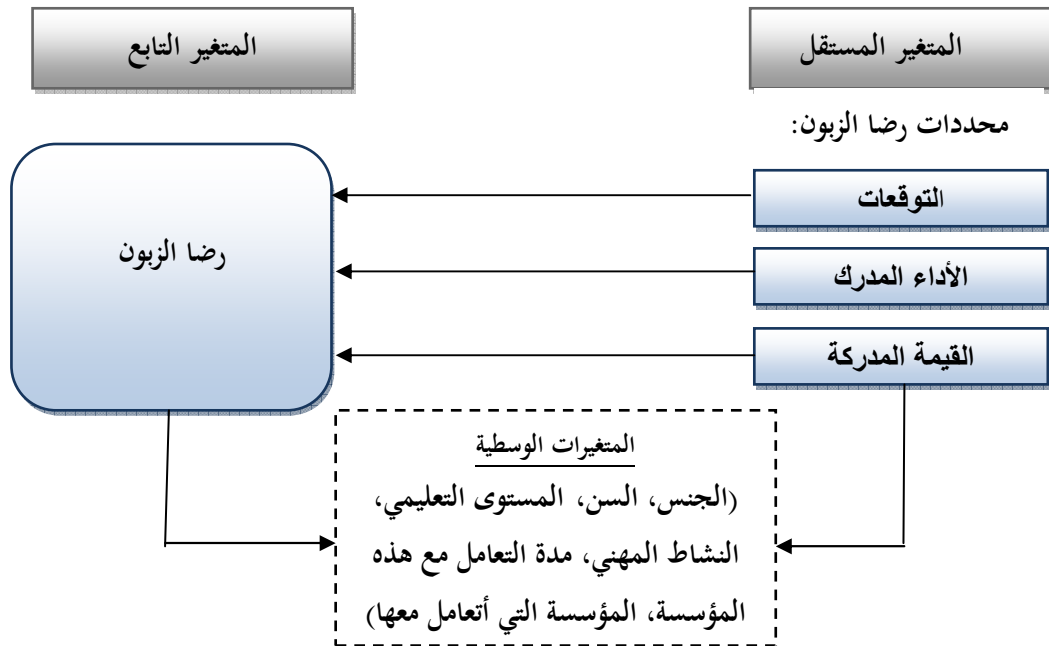 المتغير المستقل
المتغير التابع
محددات رضا الزبون:
التوقعات
الأداء المدرك
القيمة المدركة
رضا الزبون
المتغيرات الوسطية
(الجنس، السن، المستوى التعليمي،
النشاط المهني، مدة التعامل مع هذه
المؤسسة، المؤسسة التي أتعامل معها)